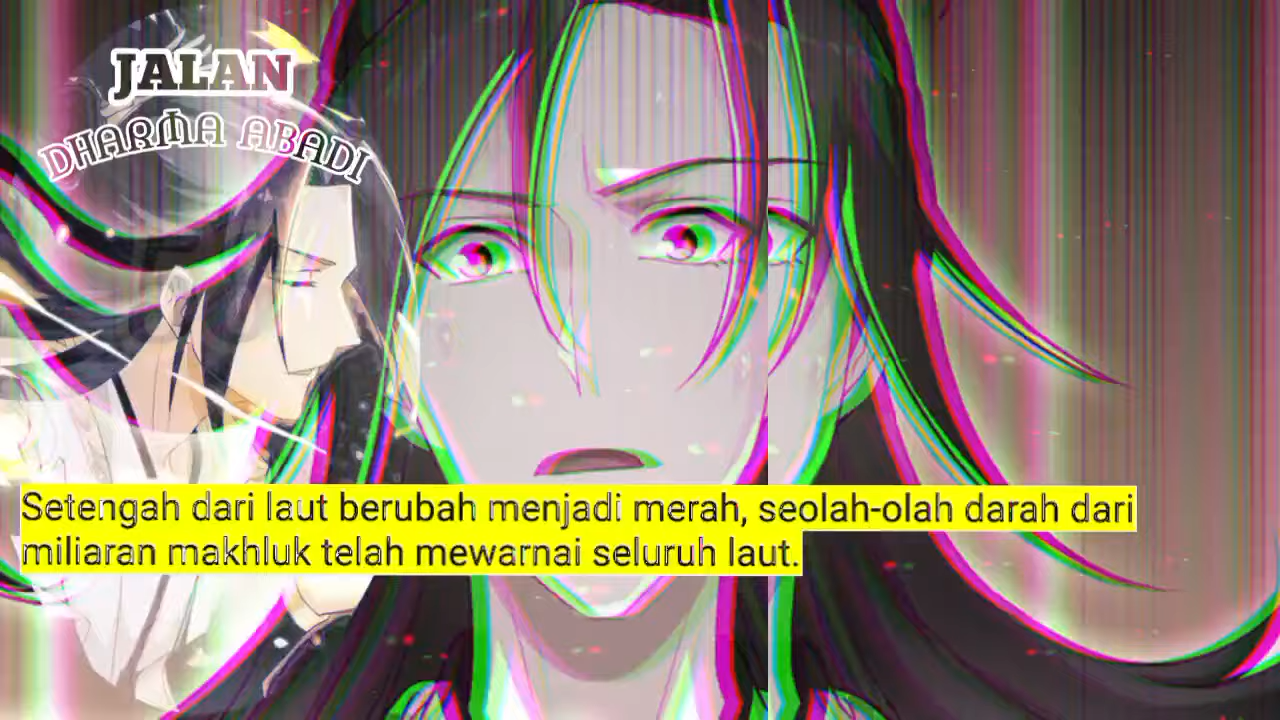 JALAN
DHARMA ABADI
Setengah dari laut berubah menjadi merah, seolah-olah darah dari
miliaran makhluk telah mewarnai seluruh laut.